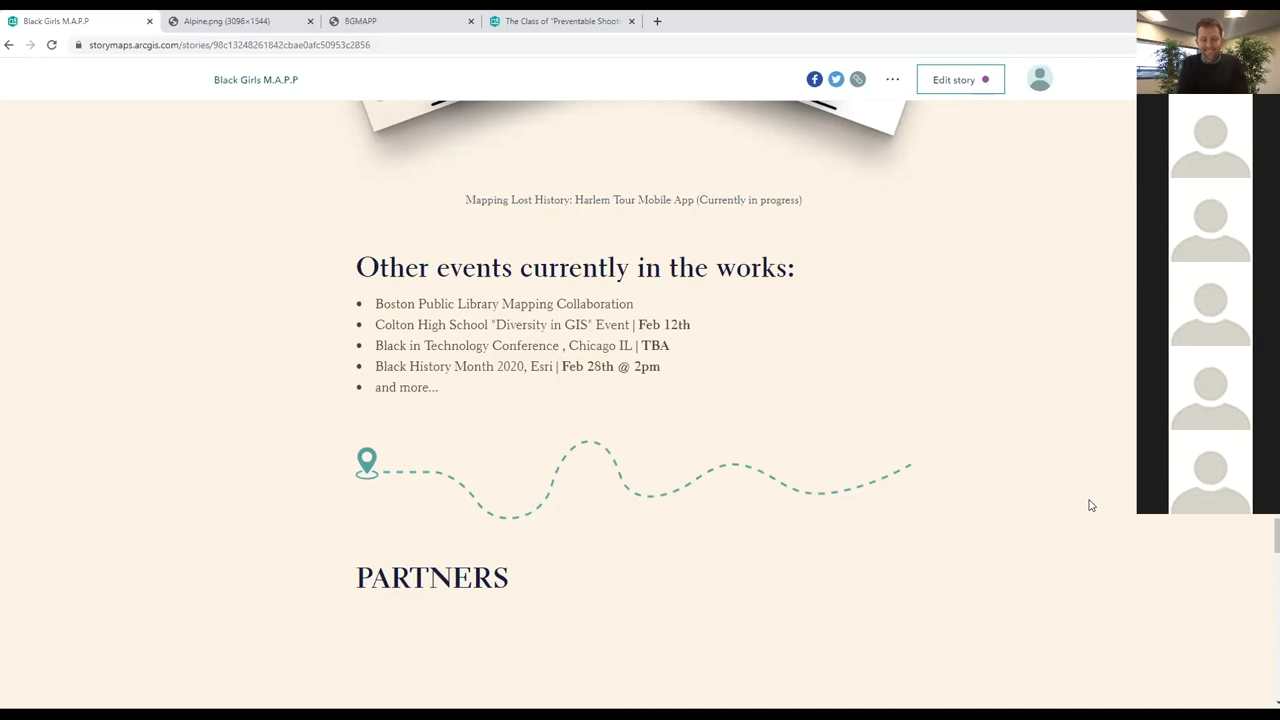 Black Girls M.A.P.P
Alpine.png (3096×1544)
BGMAPP
The Class of "Preventable Shooti
storymaps.arcgis.com/stories/98c13248261842cbae0afc50953c2856
Black Girls M.A.P.P
Edit story
Mapping Lost History: Harlem Tour Mobile App (Currently in progress)
Other events currently in the works:
Boston Public Library Mapping Collaboration
Colton High School "Diversity in GIS" Event | Feb 12th
Black in Technology Conference , Chicago IL | TBA
Black History Month 2020, Esri | Feb 28th @ 2pm
and more...
PARTNERS